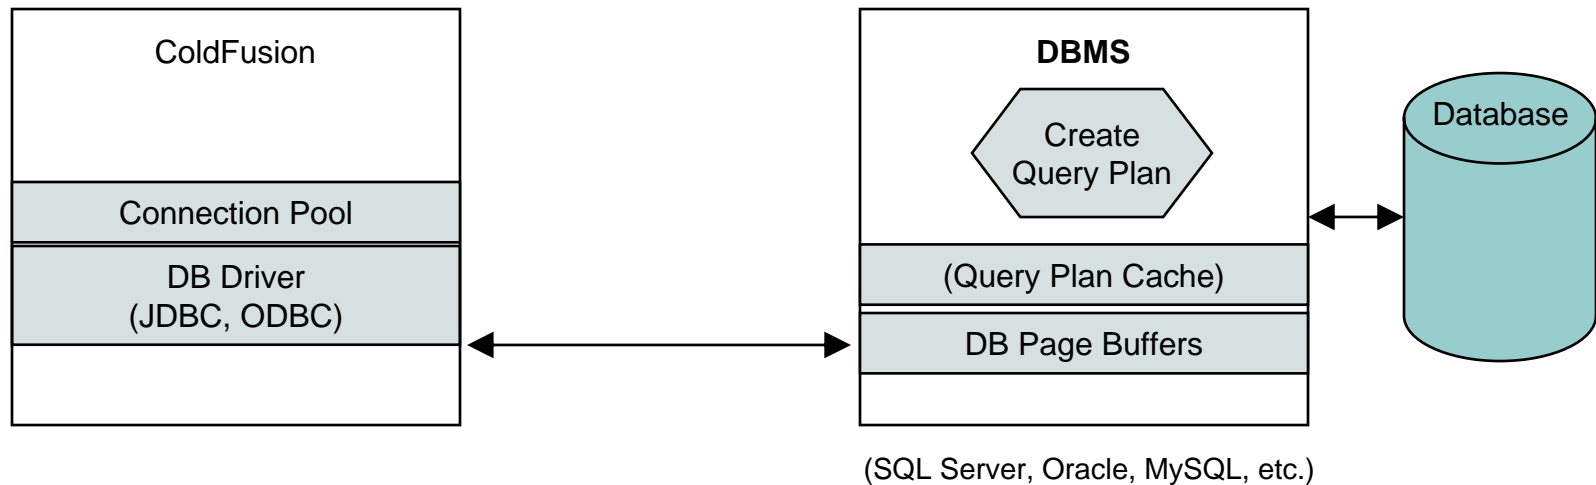 ColdFusion
Connection Pool
DB Driver
(JDBC, ODBC)
DBMS
Create
Query Plan
(Query Plan Cache)
DB Page Buffers
(SQL Server, Oracle, MySQL, etc.)
Database